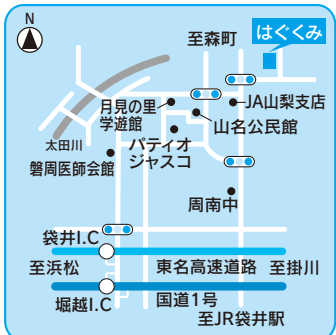 N
至森町
はぐくみ
月見の里
学遊館
JA山梨支店
山名公民館
太田川
パティオ
ジャスコ
磐周医師会館
周南中
袋井I.C
至浜松
東名高速道路
至掛川
堀越I.C
国道1号
至JR袋井駅